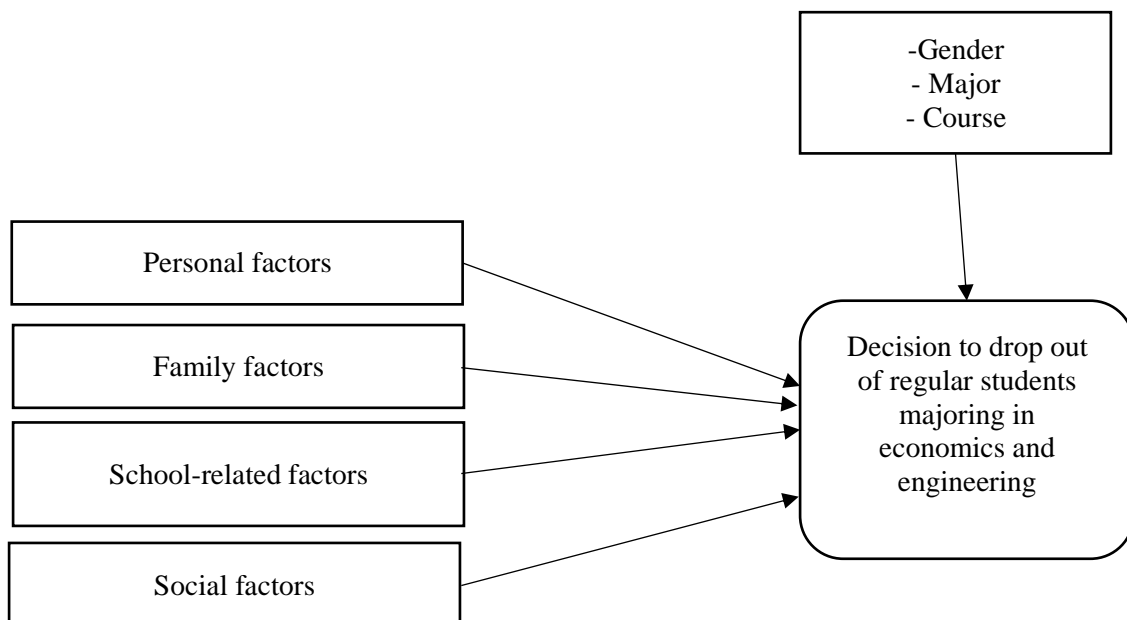 -Gender
- Major
- Course
Personal factors
Family factors
School-related factors
Social factors
Decision to drop out
of regular students
majoring in
economics and
engineering